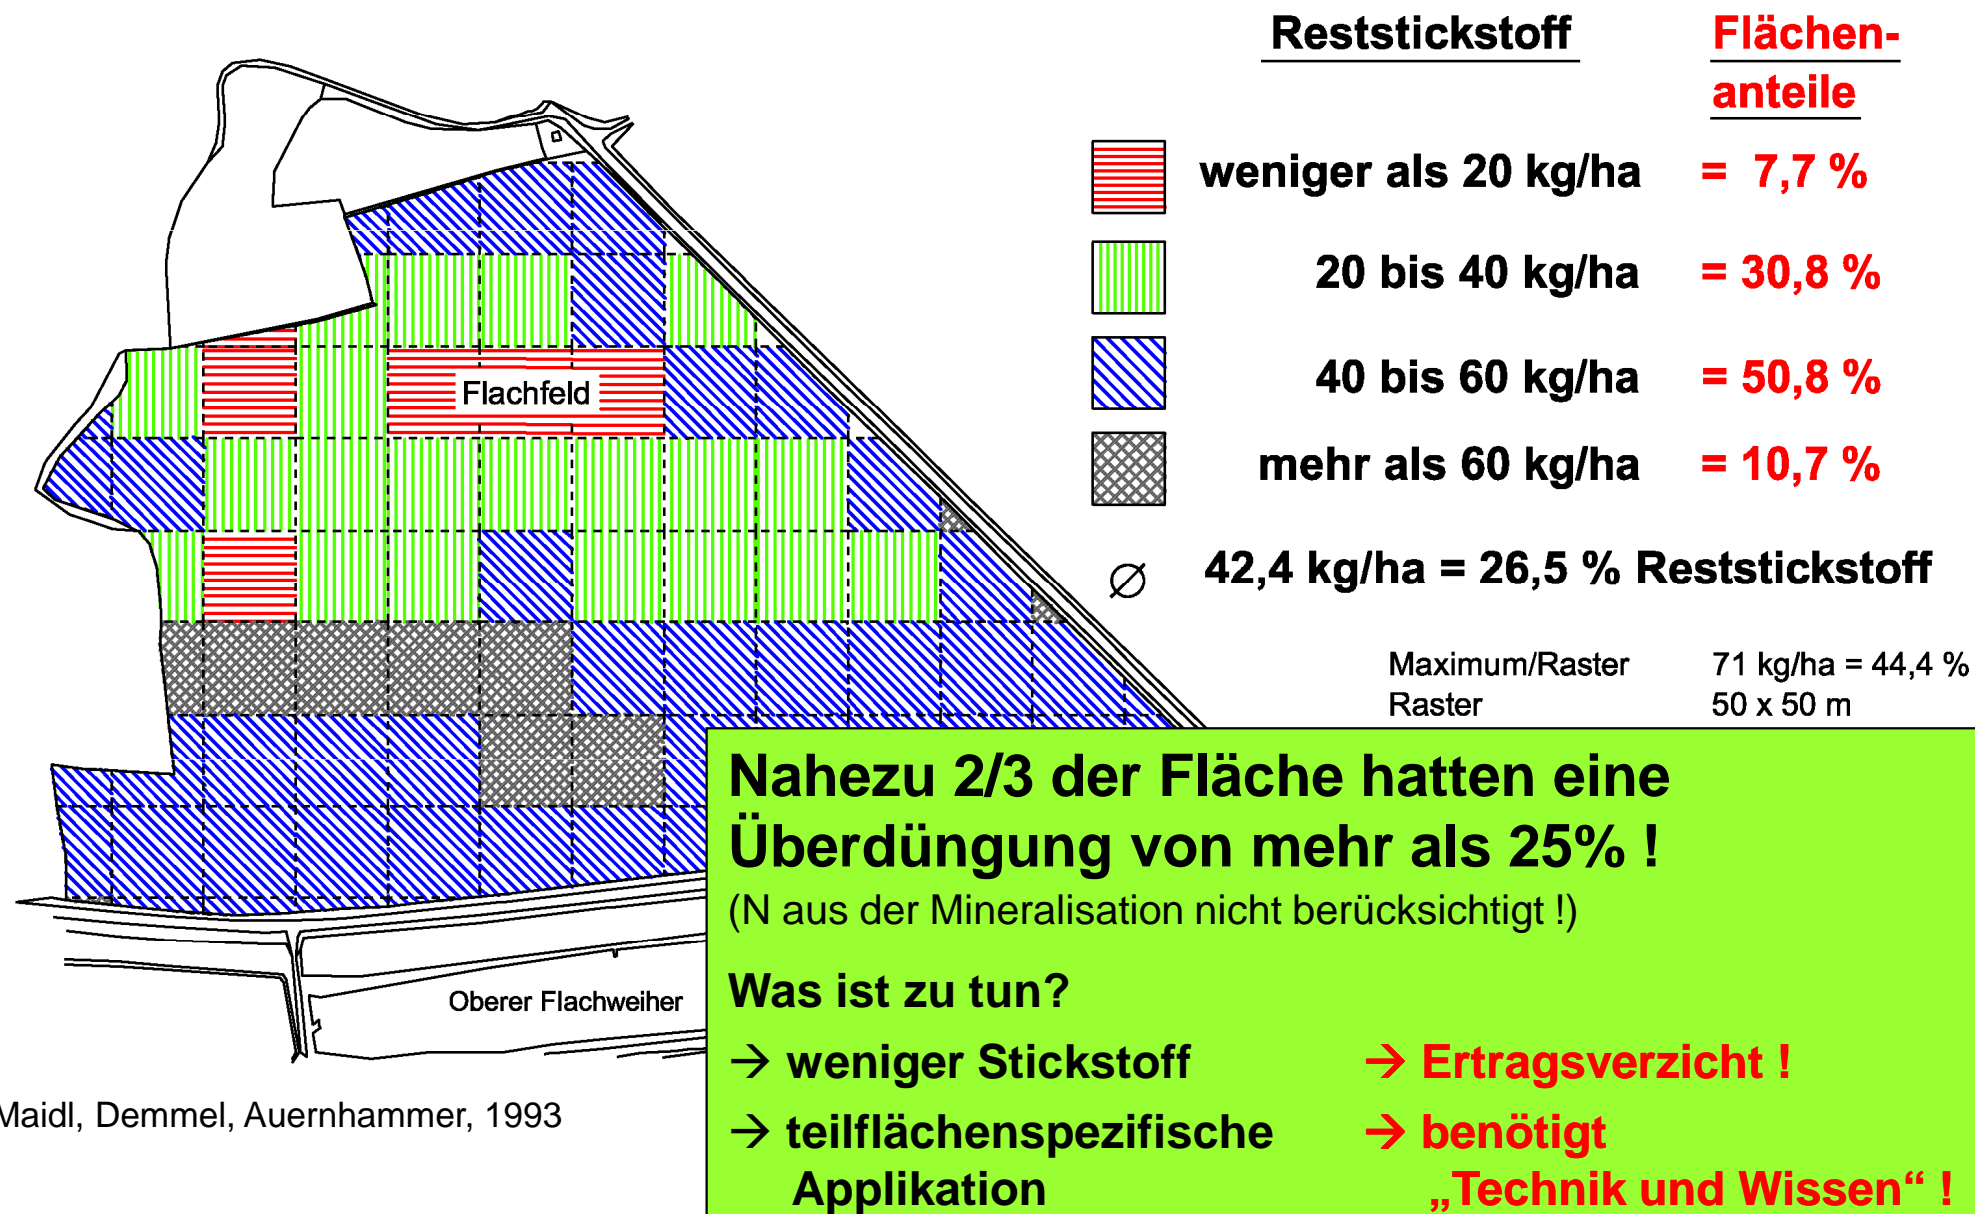 Reststickstoff
Flächen-
anteile
weniger als 20 kg/ha = 7,7 %
20 bis 40 kg/ha = 30,8 %
40 bis 60 kg/ha = 50,8 %
mehr als 60 kg/ha = 10,7 %
∅ 42,4 kg/ha = 26,5 % Reststickstoff
Maximum/Raster 71 kg/ha = 44,4 %
Raster 50 x 50 m
Flachfeld
Oberer Flachweiher
Nahezu 2/3 der Fläche hatten eine
Überdüngung von mehr als 25% !
(N aus der Mineralisation nicht berücksichtigt !)
Was ist zu tun?
→ weniger Stickstoff → Ertragsverzicht !
→ teilflächenspezifische → benötigt
Applikation „Technik und Wissen“ !
Maidl, Demmel, Auernhammer, 1993